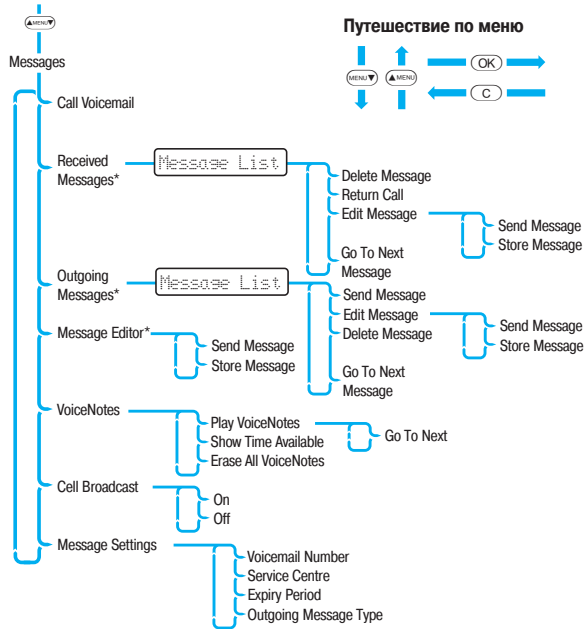 ▲MENU▼
Путешествие по меню
Messages
MENU▼
▲MENU
OK
C
Call Voicemail
Received
Messages*
Message List
Delete Message
Return Call
Edit Message
Send Message
Store Message
Go To Next
Message
Outgoing
Messages*
Message List
Send Message
Edit Message
Delete Message
Send Message
Store Message
Go To Next
Message
Message Editor*
Send Message
Store Message
VoiceNotes
Play VoiceNotes
Show Time Available
Erase All VoiceNotes
Go To Next
Cell Broadcast
On
Off
Message Settings
Voicemail Number
Service Centre
Expiry Period
Outgoing Message Type